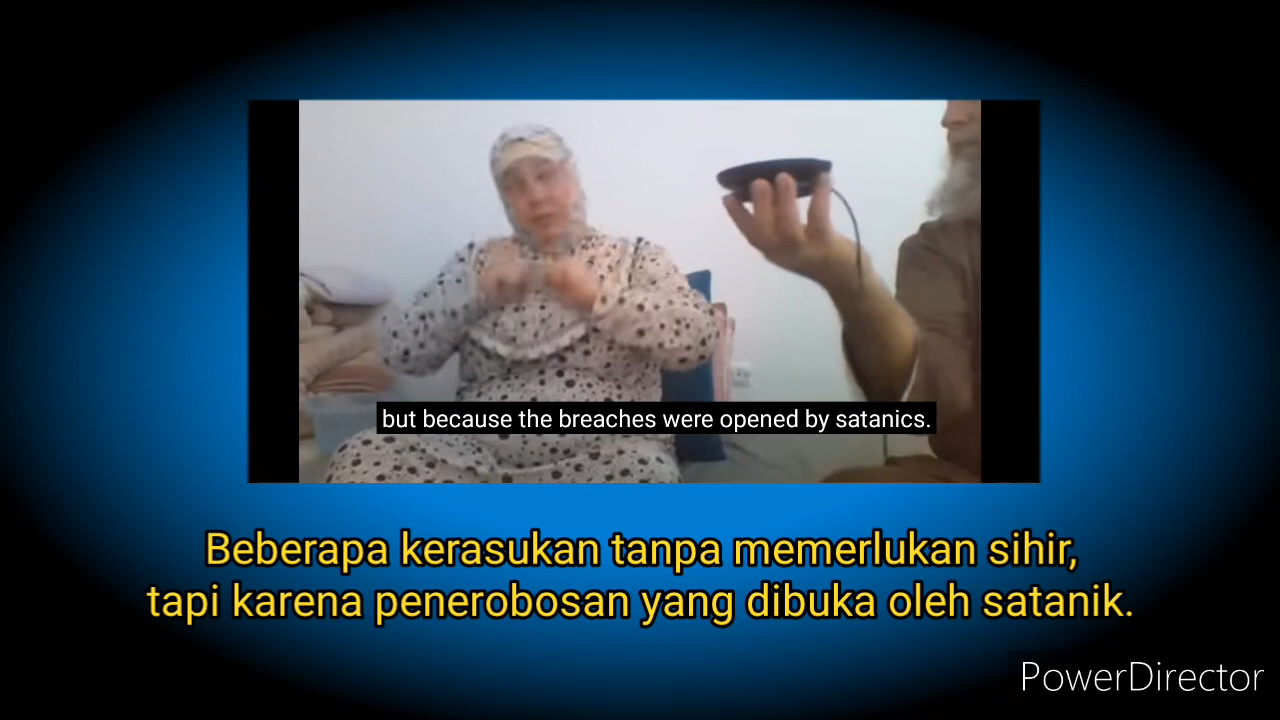 but because the breaches were opened by satanics.
Beberapa kerasukan tanpa memerlukan sihir,
tapi karena penerobosan yang dibuka oleh satanik.
PowerDirector